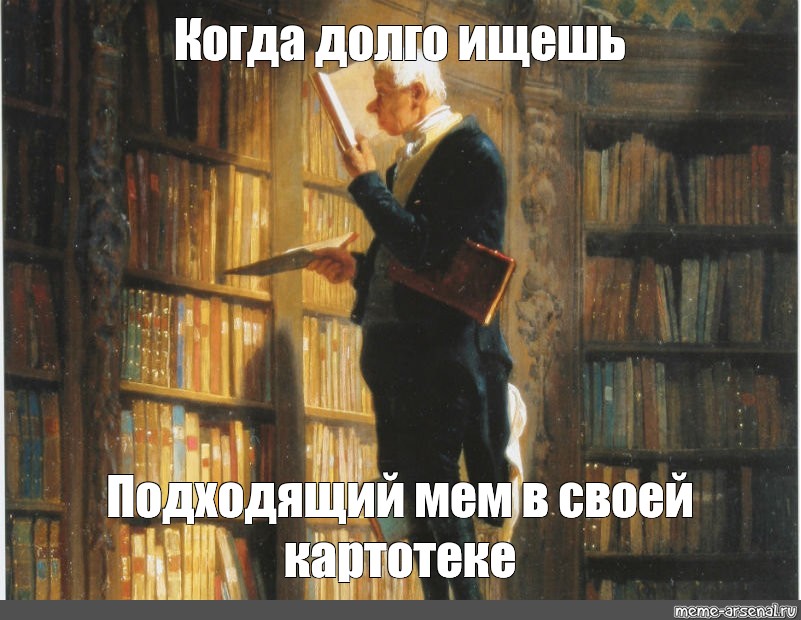 Когда долго ищешь
Подходящий мем в своей
картотеке
meme-arsenal.ru